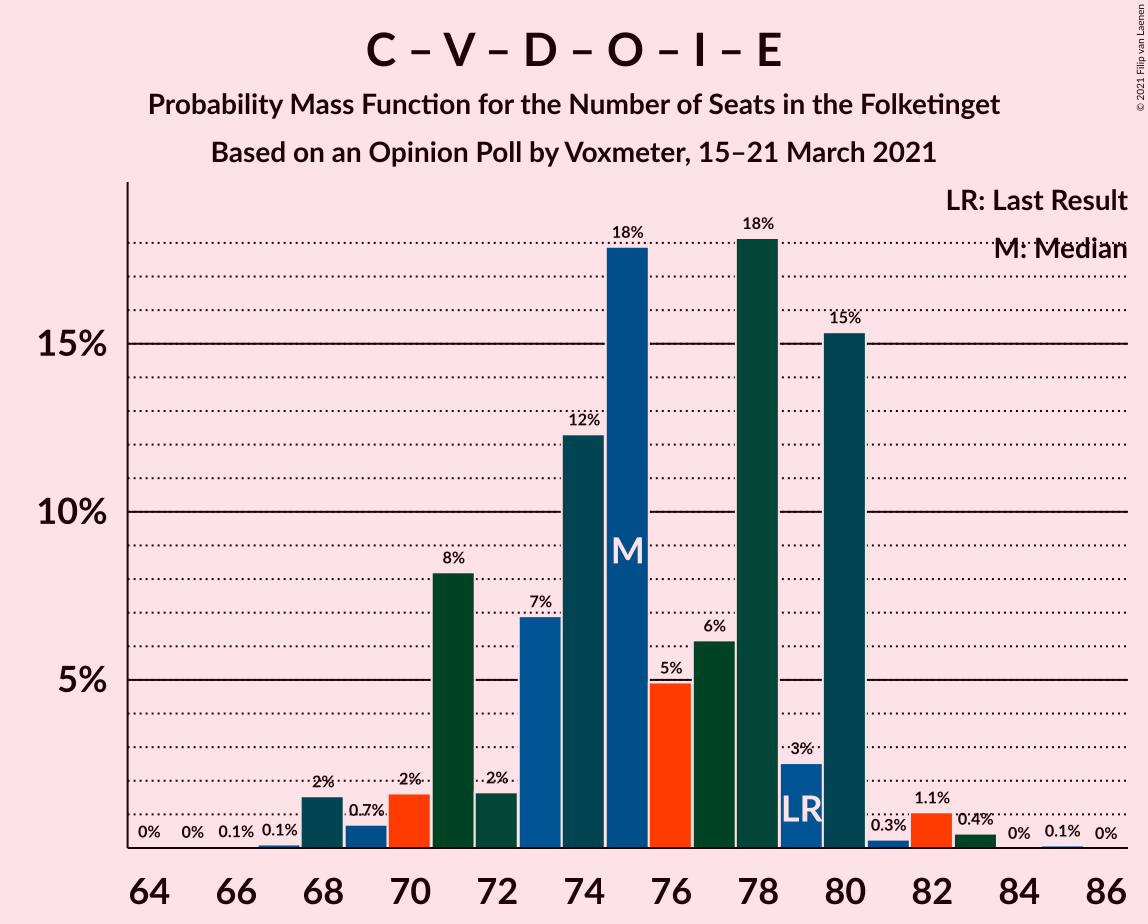 C – V – D – O – I – E
Probability Mass Function for the Number of Seats in the Folketinget
Based on an Opinion Poll by Voxmeter, 15–21 March 2021
© 2021 Filip van Laenen
LR: Last Result
M: Median
15%
10%
5%
0%
0%
0.1%
0.1%
2%
0.7%
2%
8%
2%
7%
12%
18%
5%
6%
18%
3%
15%
0.3%
1.1%
0.4%
0%
0.1%
0%
M
LR
64 66 68 70 72 74 76 78 80 82 84 86